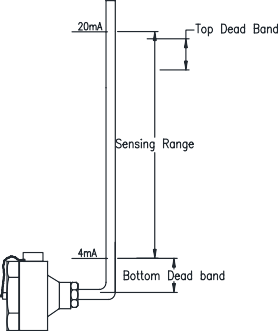 20mA
Top Dead Band
Sensing Range
4mA
Bottom Dead band